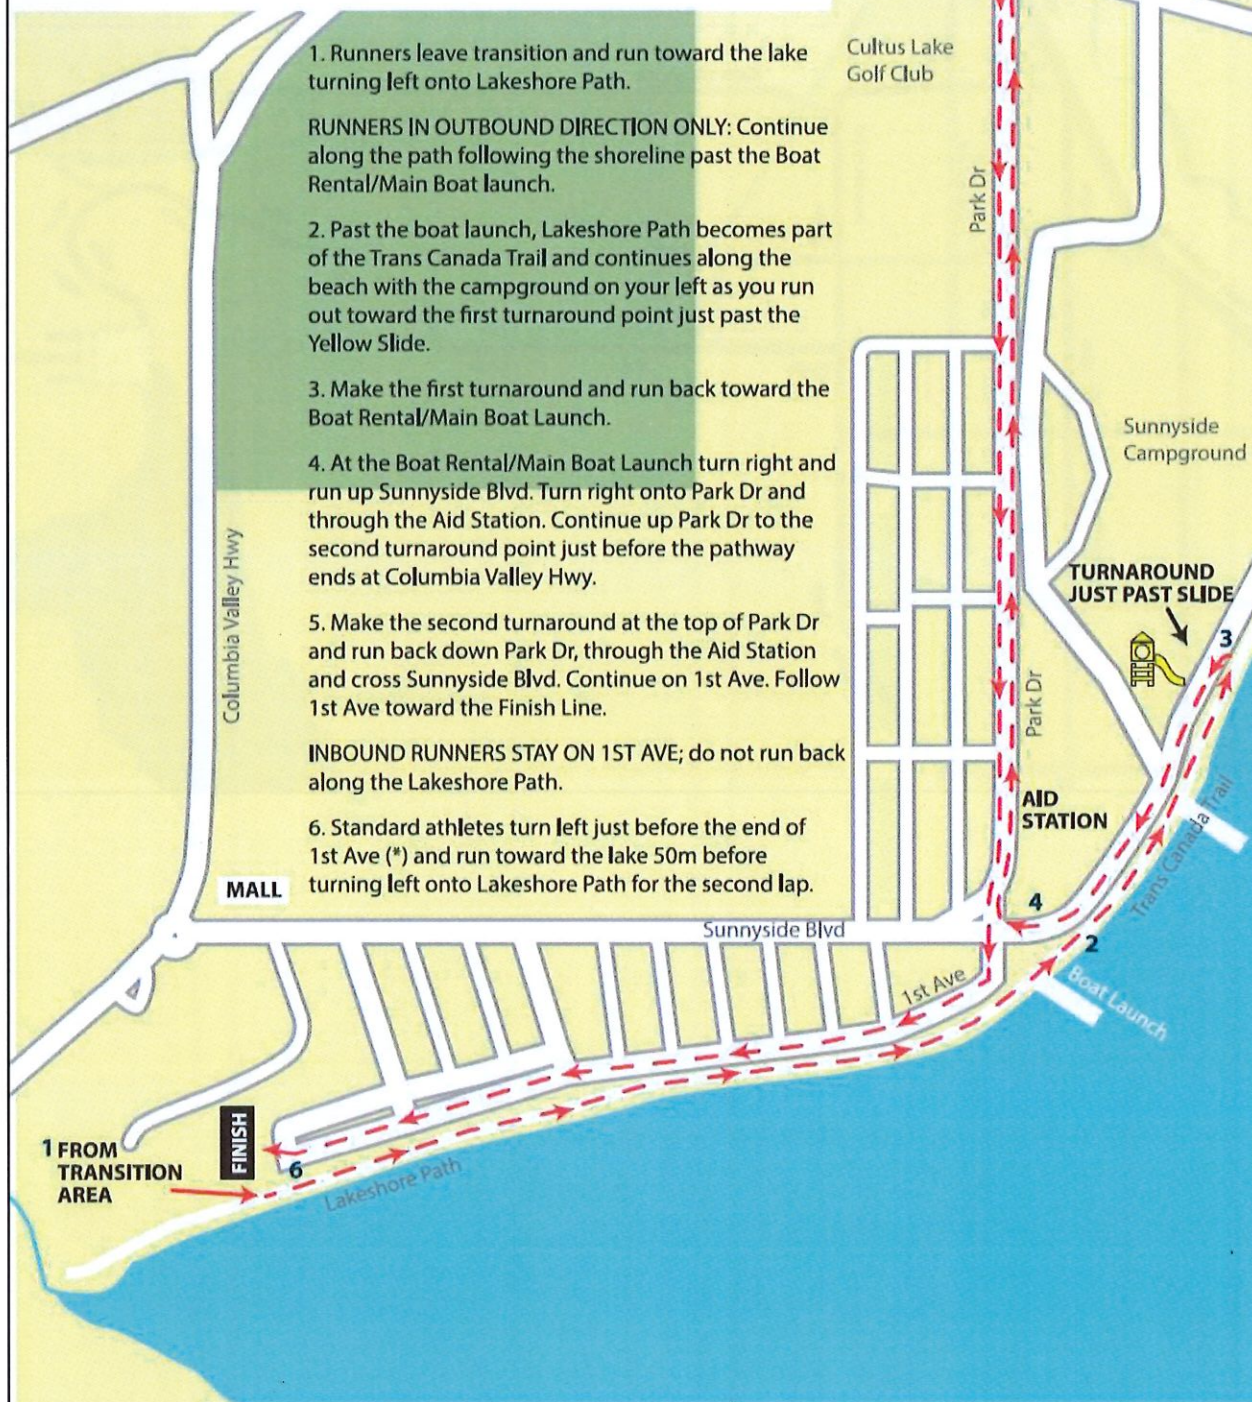 1. Runners leave transition and run toward the lake
turning left onto Lakeshore Path.
RUNNERS IN OUTBOUND DIRECTION ONLY: Continue
along the path following the shoreline past the Boat
Rental/Main Boat launch.
2. Past the boat launch, Lakeshore Path becomes part
of the Trans Canada Trail and continues along the
beach with the campground on your left as you run
out toward the first turnaround point just past the
Yellow Slide.
3. Make the first turnaround and run back toward the
Boat Rental/Main Boat Launch.
4. At the Boat Rental/Main Boat Launch turn right and
run up Sunnyside Blvd. Turn right onto Park Dr and
through the Aid Station. Continue up Park Dr to the
second turnaround point just before the pathway
ends at Columbia Valley Hwy.
5. Make the second turnaround at the top of Park Dr
and run back down Park Dr, through the Aid Station
and cross Sunnyside Blvd. Continue on 1st Ave. Follow
1st Ave toward the Finish Line.
INBOUND RUNNERS STAY ON 1ST AVE; do not run back
along the Lakeshore Path.
6. Standard athletes turn left just before the end of
1st Ave (*) and run toward the lake 50m before
turning left onto Lakeshore Path for the second lap.
Cultus Lake
Golf Club
Park Dr
Sunnyside
Campground
Columbia Valley Hwy
TURNAROUND
JUST PAST SLIDE
3
Park Dr
AID
STATION
Trans Canada Trail
MALL
4
Sunnyside Blvd
2
1st Ave
Boat Launch
FINISH
1 FROM
TRANSITION
AREA
6
Lakeshore Path